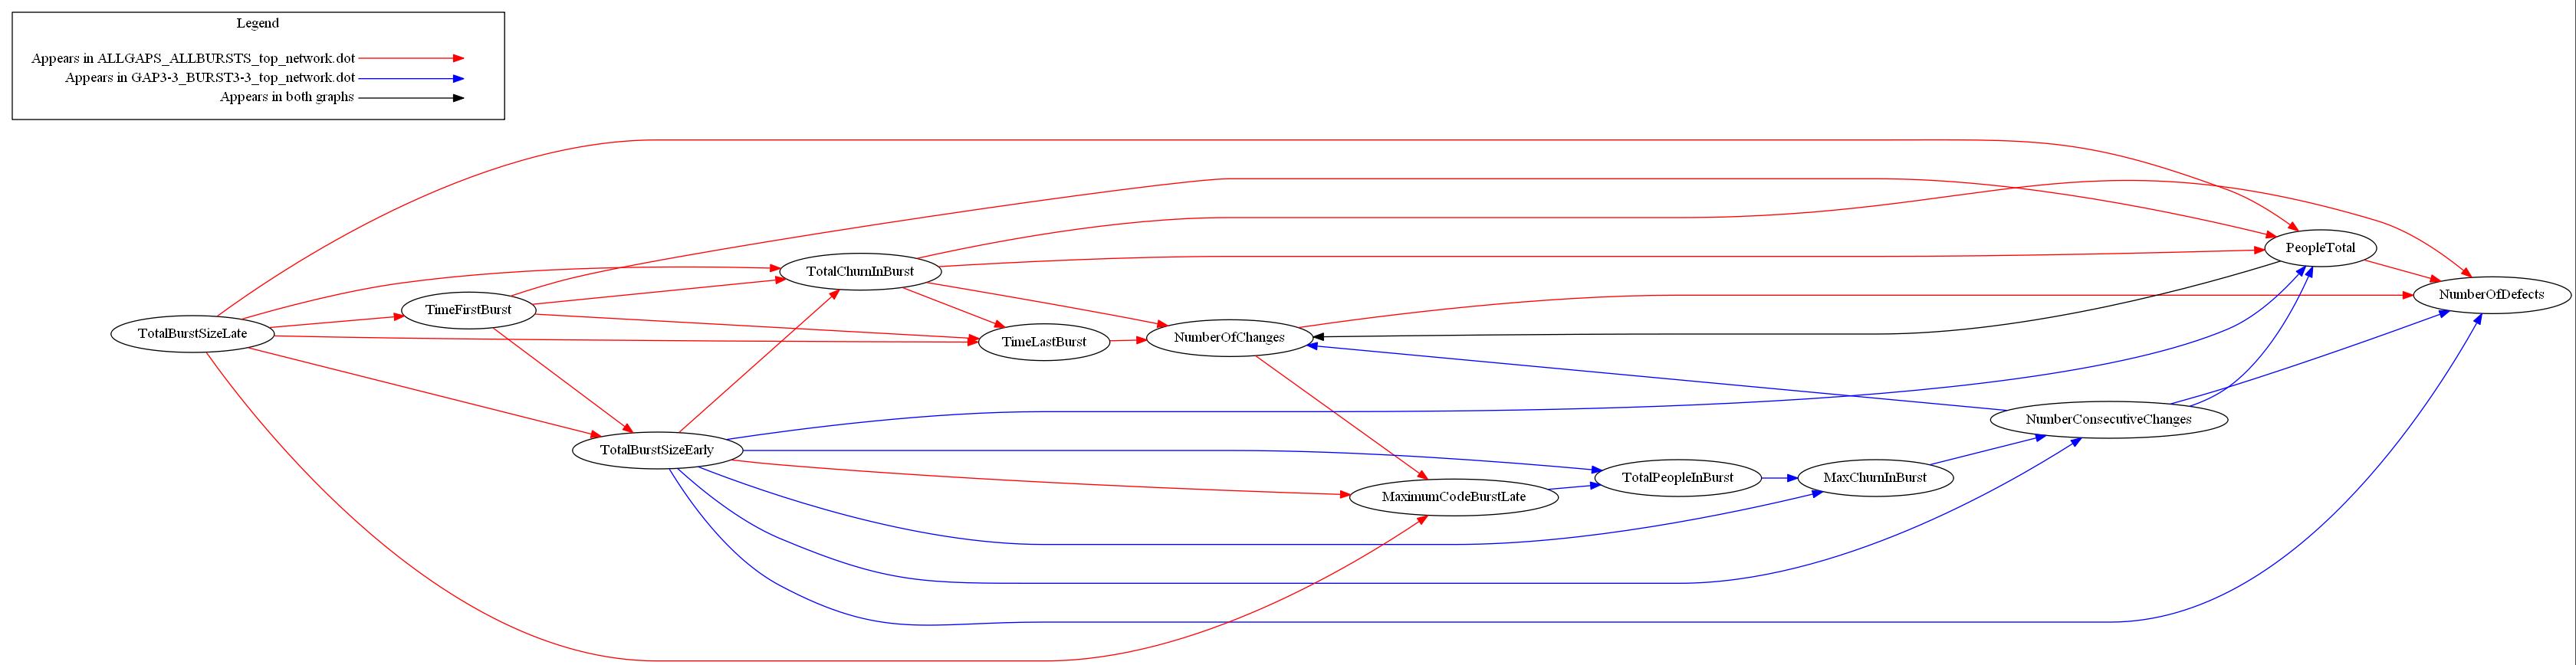 Legend
Appears in ALLGAPS_ALLBURSTS_top_network.dot
Appears in GAP3-3_BURST3-3_top_network.dot
Appears in both graphs
PeopleTotal
TotalChurnInBurst
NumberOfDefects
TimeFirstBurst
TotalBurstSizeLate
NumberOfChanges
TimeLastBurst
NumberConsecutiveChanges
TotalBurstSizeEarly
TotalPeopleInBurst
MaxChurnInBurst
MaximumCodeBurstLate